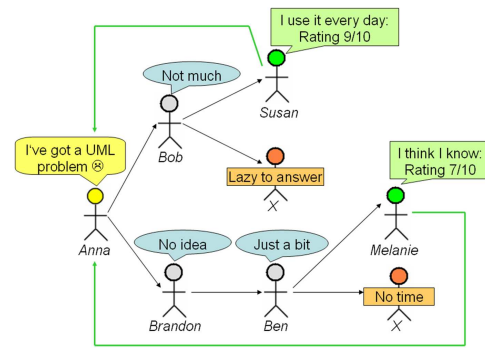 I use it every day:
Rating 9/10
Not much
Susan
Bob
I've got a UML
problem ☹
Lazy to answer
X
I think I know:
Rating 7/10
Anna
No idea
Just a bit
Melanie
No time
Brandon
Ben
X